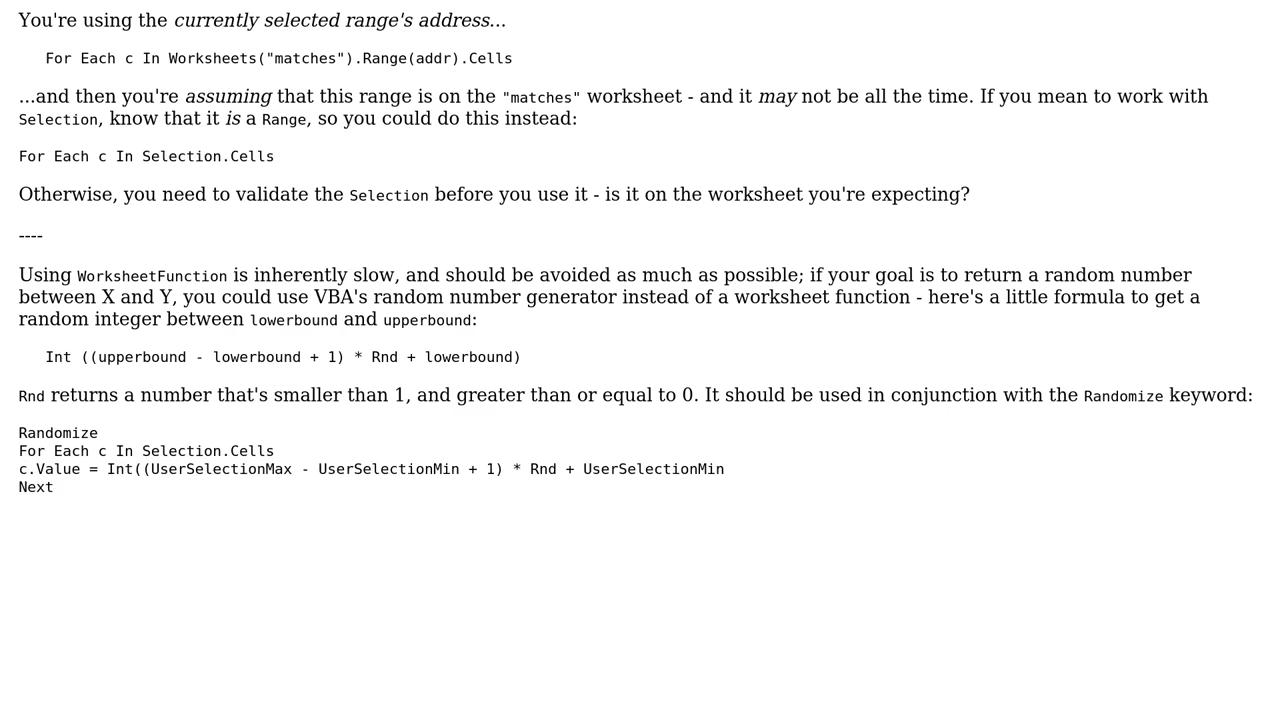 You're using the currently selected range's address...
For Each c In Worksheets("matches").Range(addr).Cells
...and then you're assuming that this range is on the "matches" worksheet - and it may not be all the time. If you mean to work with
Selection, know that it is a Range, so you could do this instead:
For Each c In Selection.Cells
Otherwise, you need to validate the Selection before you use it - is it on the worksheet you're expecting?
----
Using WorksheetFunction is inherently slow, and should be avoided as much as possible; if your goal is to return a random number
between X and Y, you could use VBA's random number generator instead of a worksheet function - here's a little formula to get a
random integer between lowerbound and upperbound:
Int ((upperbound - lowerbound + 1) * Rnd + lowerbound)
Rnd returns a number that's smaller than 1, and greater than or equal to 0. It should be used in conjunction with the Randomize keyword:
Randomize
For Each c In Selection.Cells
c.Value = Int((UserSelectionMax - UserSelectionMin + 1) * Rnd + UserSelectionMin
Next